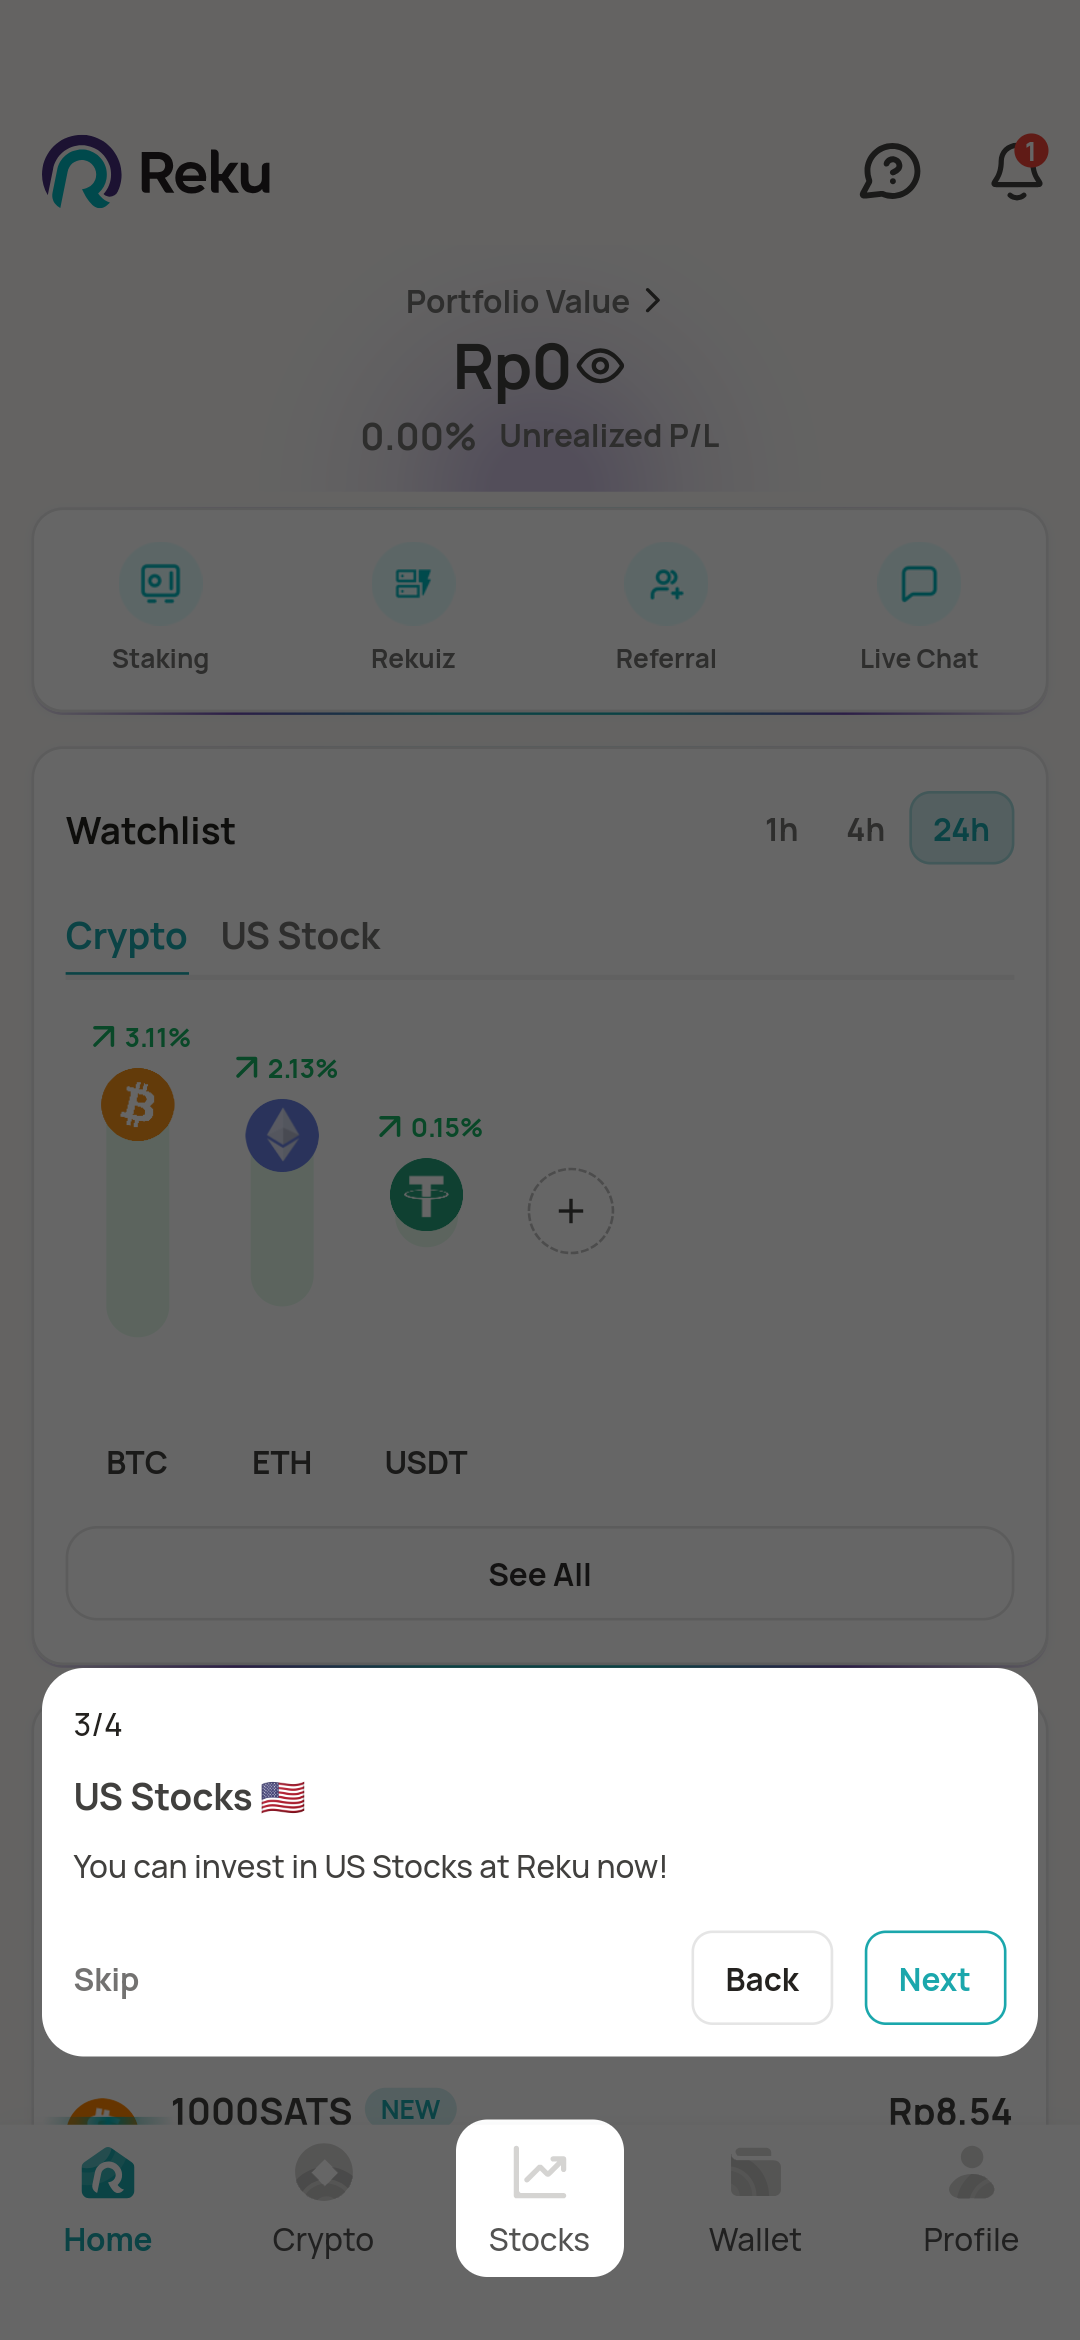 Reku
1
Portfolio Value
Rp0
0.00% Unrealized P/L
Staking Rekuiz Referral Live Chat
Watchlist 1h 4h 24h
Crypto US Stock
3.11%
2.13%
0.15%
BTC ETH USDT
See All
3/4
US Stocks 🇺🇸
You can invest in US Stocks at Reku now!
Skip Back Next
1000SATS NEW Rp8.54
Home Crypto Stocks Wallet Profile